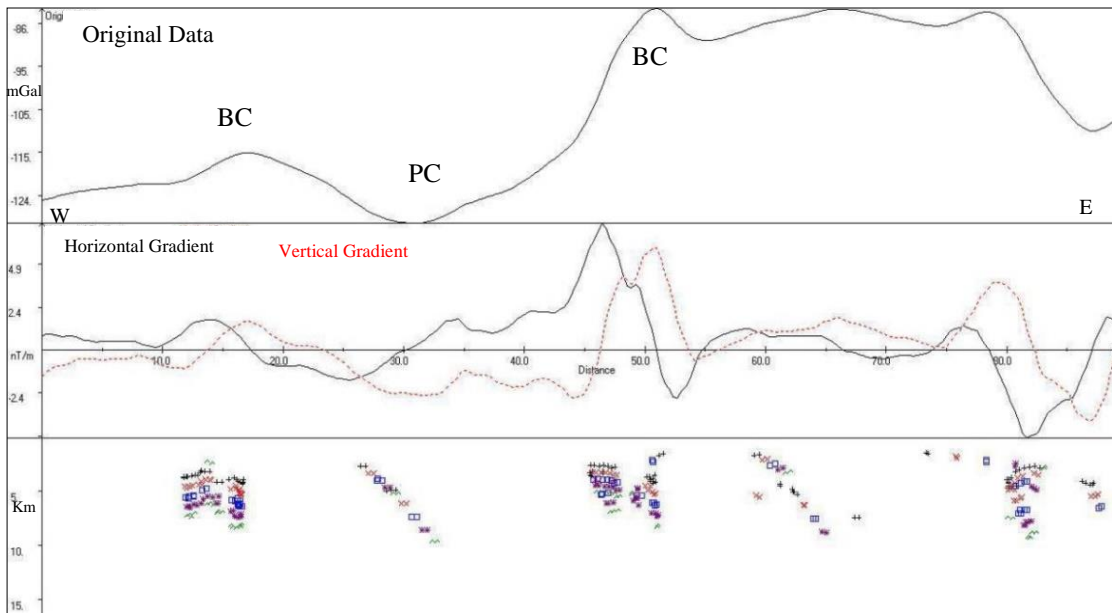 Origi
-86.
Original Data
BC
-95.
mGal
-105.
BC
-115.
PC
-124.
W
E
Horizontal Gradient
Vertical Gradient
4.9
2.4
nT/m
10.0 20.0 30.0 40.0 50.0 60.0 70.0 80.0
Distance
-2.4
5.
Km
10.
15.